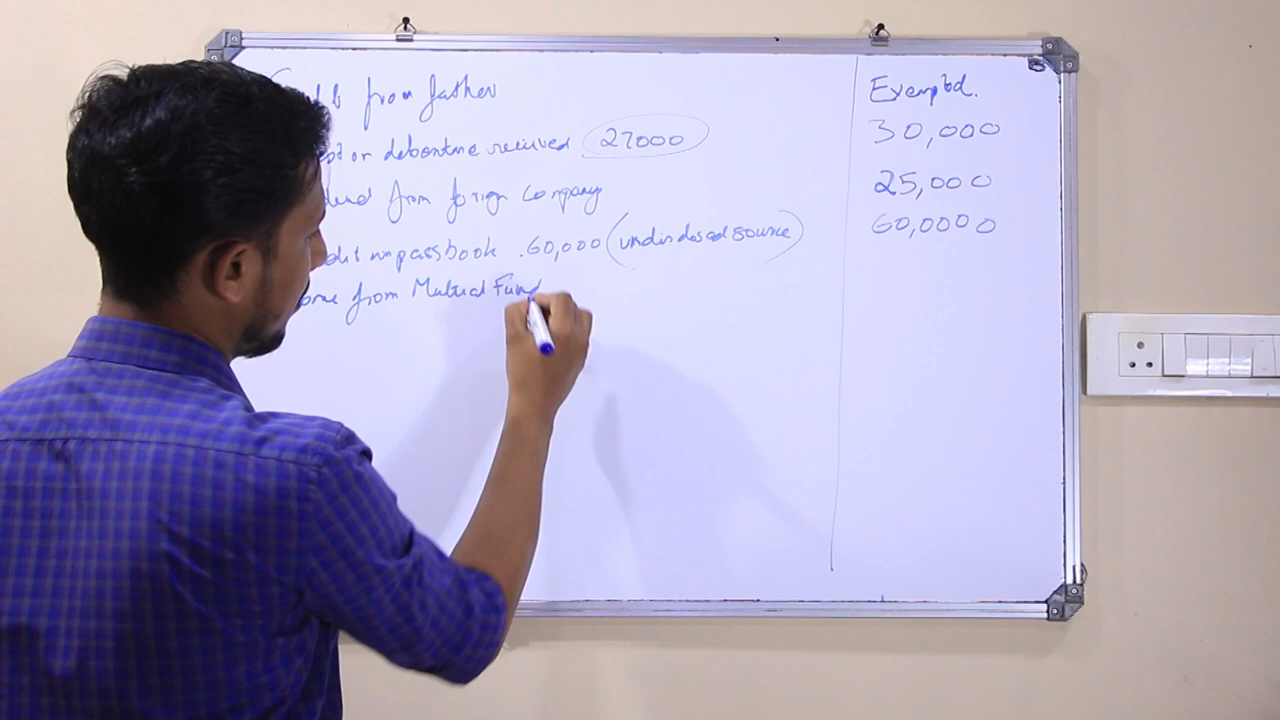 from father Exempted.
or debenture received 27000 30,000
from foreign company 25,000
in passbook .60,000 (undisclosed source) 60,0000
from Mutual Fund